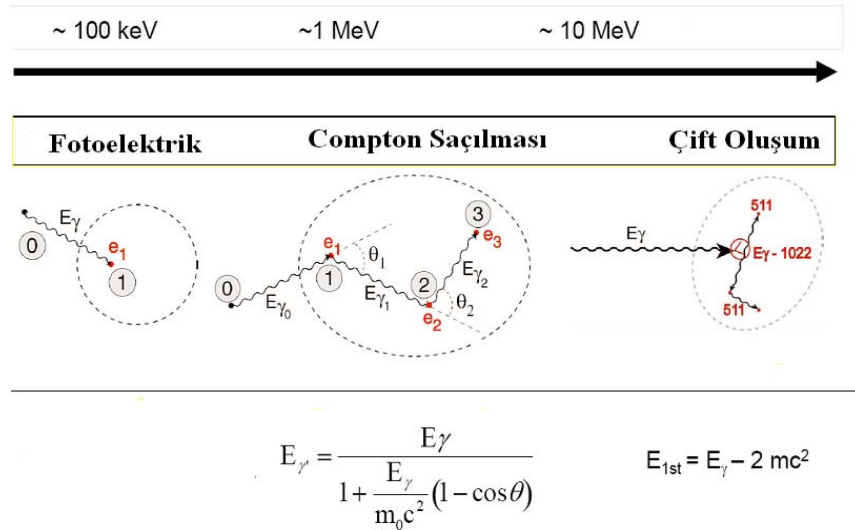 ~ 100 keV ~1 MeV ~ 10 MeV
Fotoelektrik Compton Saçılması Çift Oluşum
Eγ
0
e1
1
0
Eγ0
e1
1
θ1
Eγ1
2
e2
θ2
Eγ2
3
e3
Eγ
511
Eγ - 1022
511
Eγ' = Eγ / 1 + Eγ/m0c² (1 − cosθ)
E1st = Eγ – 2 mc²